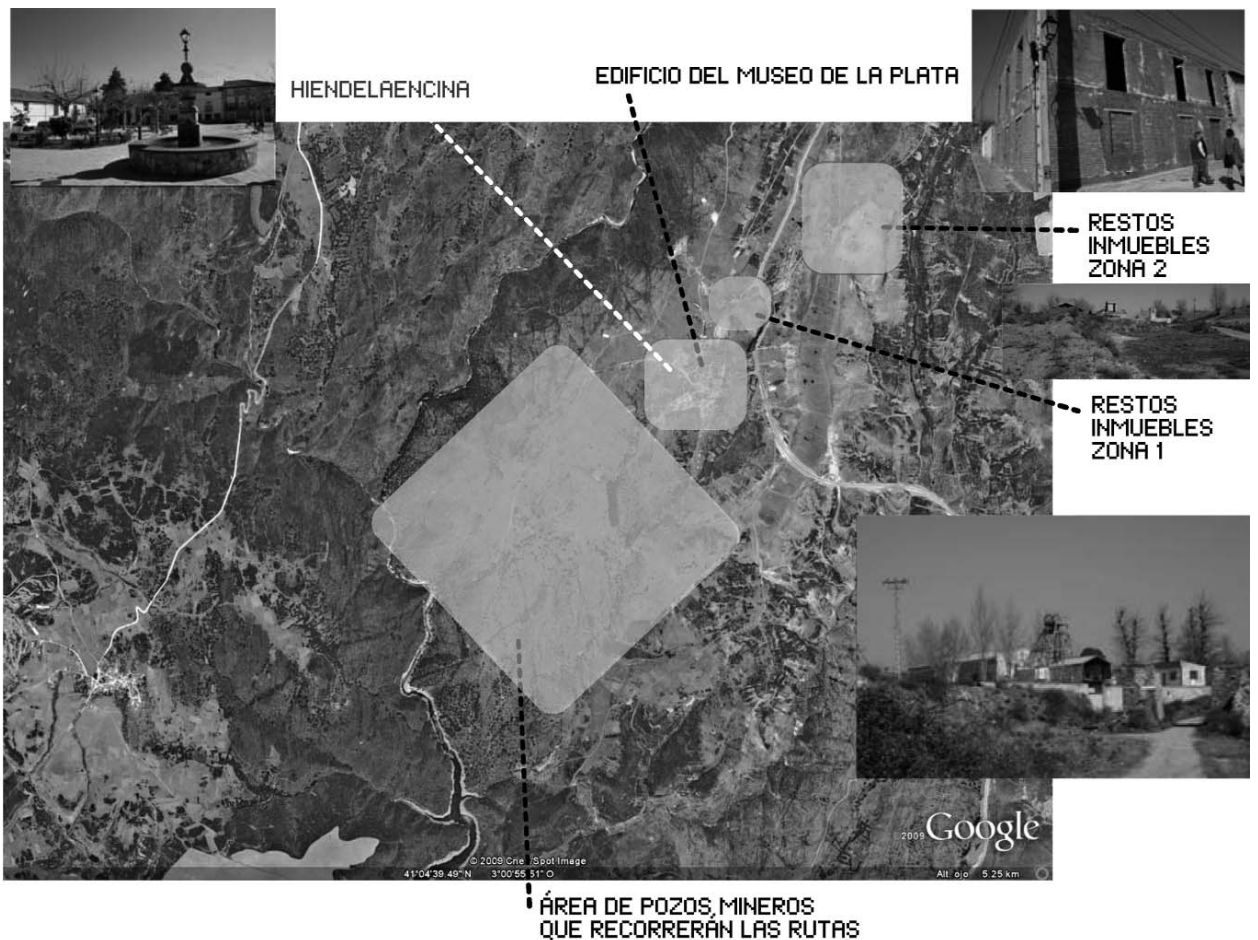 HIENDELAENCINA
EDIFICIO DEL MUSEO DE LA PLATA
RESTOS
INMUEBLES
ZONA 2
RESTOS
INMUEBLES
ZONA 1
2009 Google
© 2009 Cnes/Spot Image
41°04'39.49" N 3°00'55.51" O
Alt. ojo 5.25 km
ÁREA DE POZOS, MINEROS
QUE RECORRERÁN LAS RUTAS